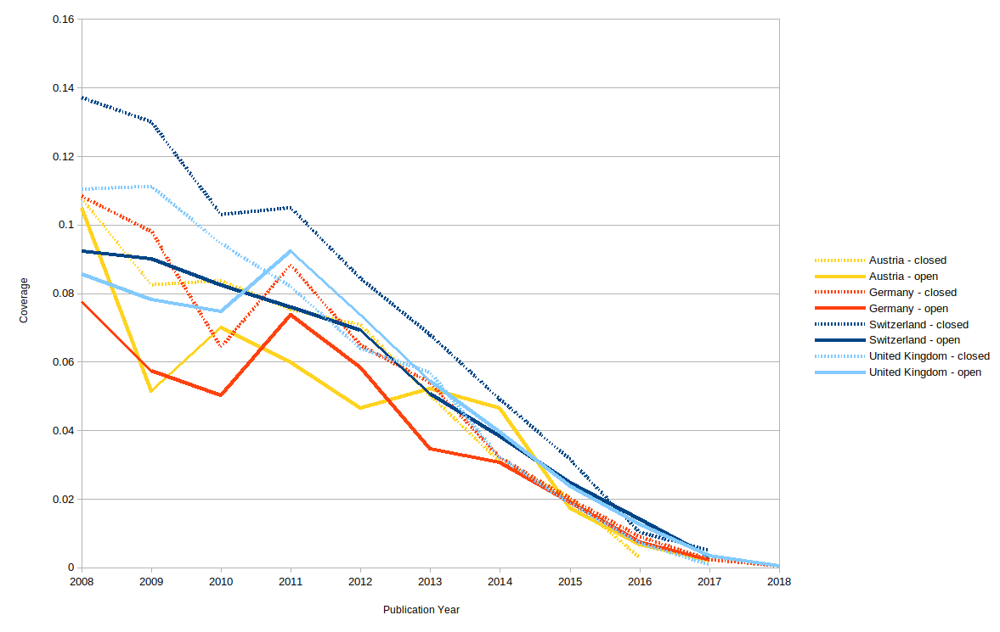 0.16
0.14
0.12
0.1
0.08
0.06
0.04
0.02
0
Coverage
2008 2009 2010 2011 2012 2013 2014 2015 2016 2017 2018
Publication Year
Austria - closed
Austria - open
Germany - closed
Germany - open
Switzerland - closed
Switzerland - open
United Kingdom - closed
United Kingdom - open